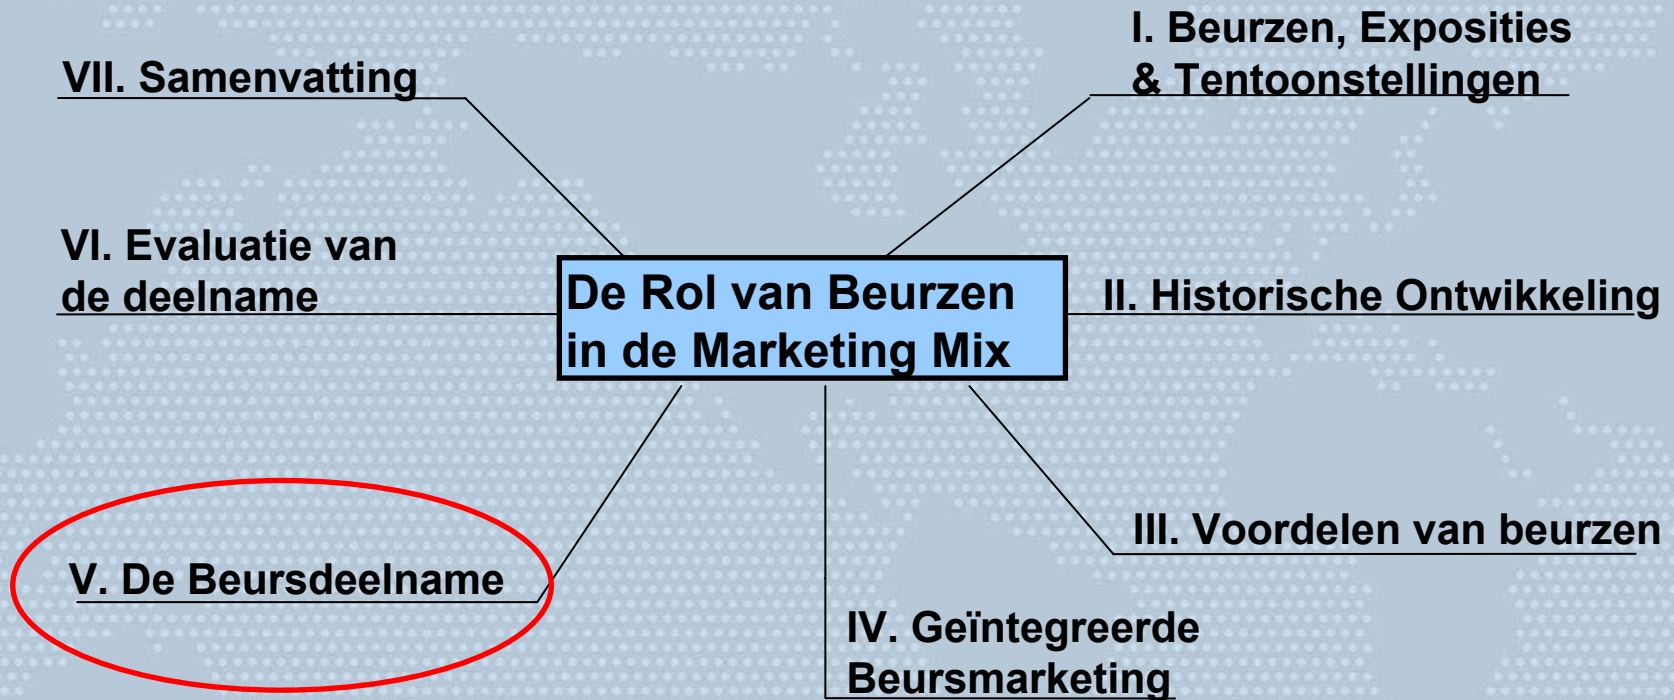 De Rol van Beurzen
in de Marketing Mix
I. Beurzen, Exposities
& Tentoonstellingen
II. Historische Ontwikkeling
III. Voordelen van beurzen
IV. Geïntegreerde
Beursmarketing
V. De Beursdeelname
VI. Evaluatie van
de deelname
VII. Samenvatting